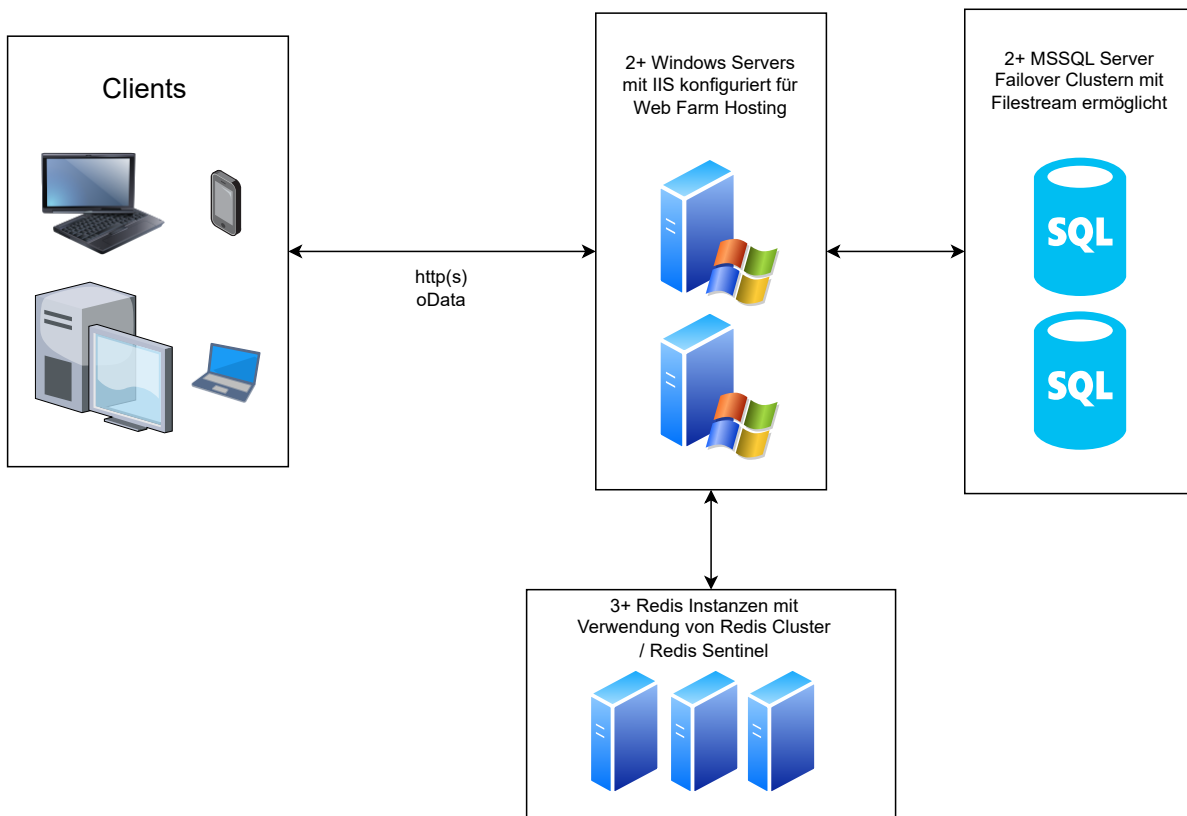 Clients
http(s)
oData
2+ Windows Servers
mit IIS konfiguriert für
Web Farm Hosting
2+ MSSQL Server
Failover Clustern mit
Filestream ermöglicht
SQL
SQL
3+ Redis Instanzen mit
Verwendung von Redis Cluster
/ Redis Sentinel